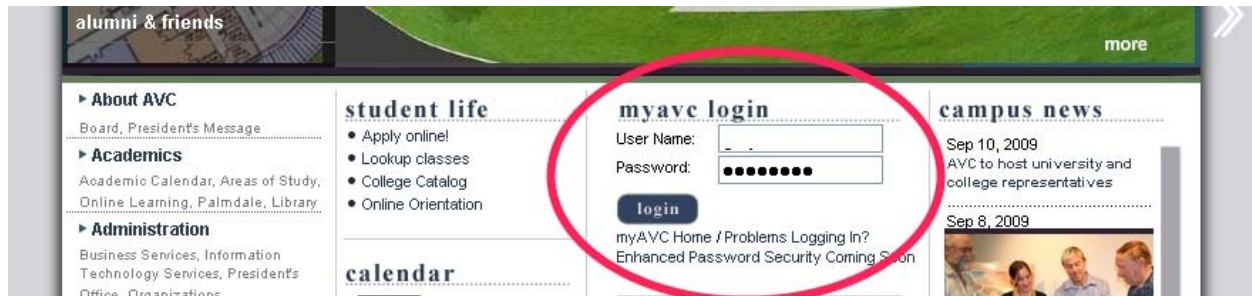 alumni & friends
more
About AVC
Board, President's Message
Academics
Academic Calendar, Areas of Study,
Online Learning, Palmdale, Library
Administration
Business Services, Information
Technology Services, President's
Office, Organizations
student life
Apply online!
Lookup classes
College Catalog
Online Orientation
calendar
myavc login
User Name:
Password:
login
myAVC Home / Problems Logging In?
Enhanced Password Security Coming Soon
campus news
Sep 10, 2009
AVC to host university and
college representatives
Sep 8, 2009